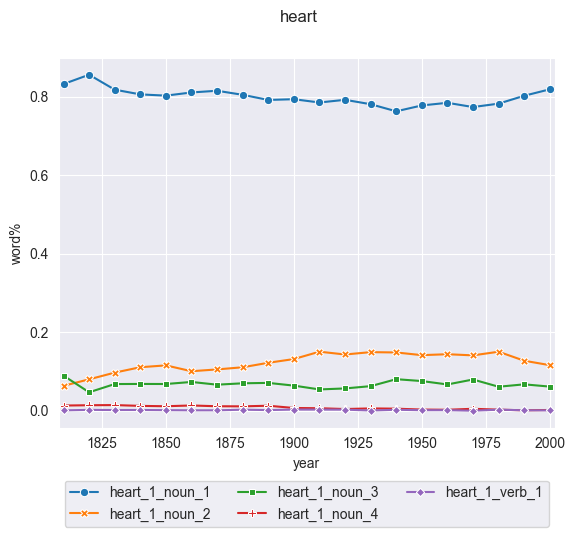 heart
0.8
0.6
0.4
0.2
0.0
word%
1825 1850 1875 1900 1925 1950 1975 2000
year
heart_1_noun_1 heart_1_noun_3 heart_1_verb_1
heart_1_noun_2 heart_1_noun_4